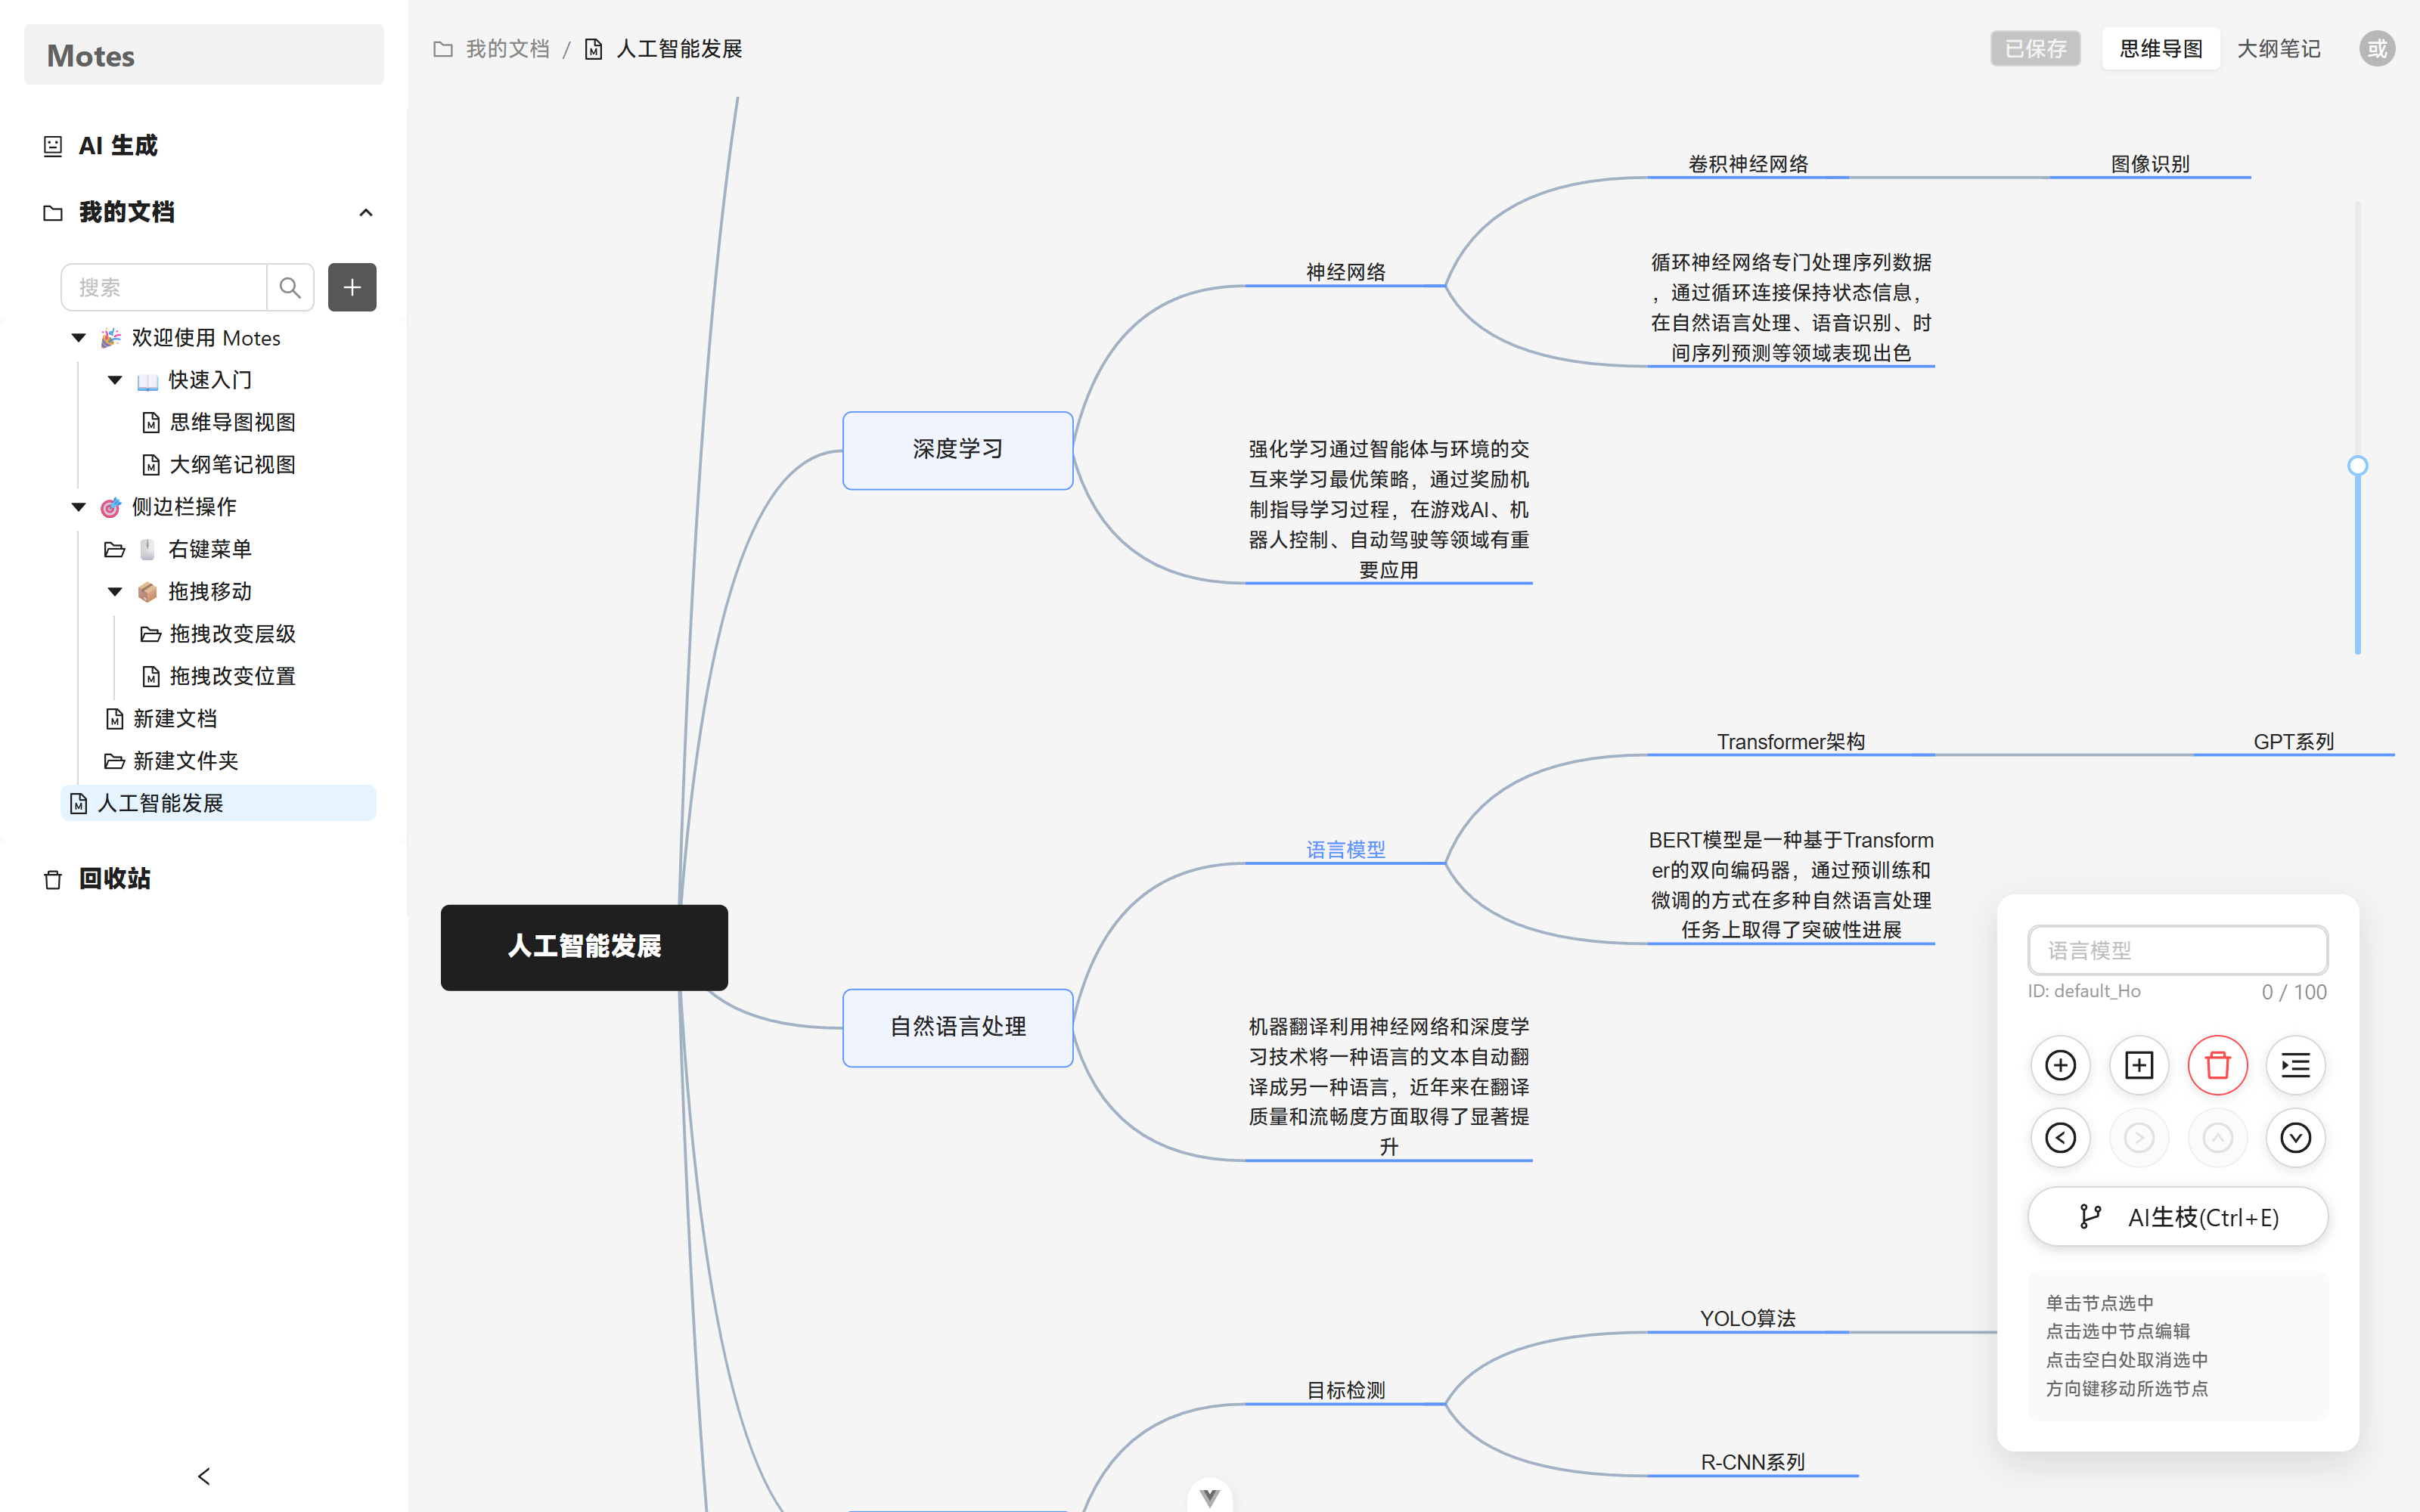 Motes
AI 生成
我的文档
搜索
🎉 欢迎使用 Motes
📖 快速入门
思维导图视图
大纲笔记视图
🎯 侧边栏操作
🖱️ 右键菜单
📦 拖拽移动
拖拽改变层级
拖拽改变位置
新建文档
新建文件夹
人工智能发展
回收站
我的文档 / 人工智能发展
已保存
思维导图
大纲笔记
或
卷积神经网络
图像识别
神经网络
循环神经网络专门处理序列数据
，通过循环连接保持状态信息，
在自然语言处理、语音识别、时
间序列预测等领域表现出色
深度学习
强化学习通过智能体与环境的交
互来学习最优策略，通过奖励机
制指导学习过程，在游戏AI、机
器人控制、自动驾驶等领域有重
要应用
Transformer架构
GPT系列
语言模型
BERT模型是一种基于Transform
er的双向编码器，通过预训练和
微调的方式在多种自然语言处理
任务上取得了突破性进展
人工智能发展
自然语言处理
机器翻译利用神经网络和深度学
习技术将一种语言的文本自动翻
译成另一种语言，近年来在翻译
质量和流畅度方面取得了显著提
升
YOLO算法
目标检测
R-CNN系列
语言模型
ID: default_Ho
0 / 100
AI生枝(Ctrl+E)
单击节点选中
点击选中节点编辑
点击空白处取消选中
方向键移动所选节点